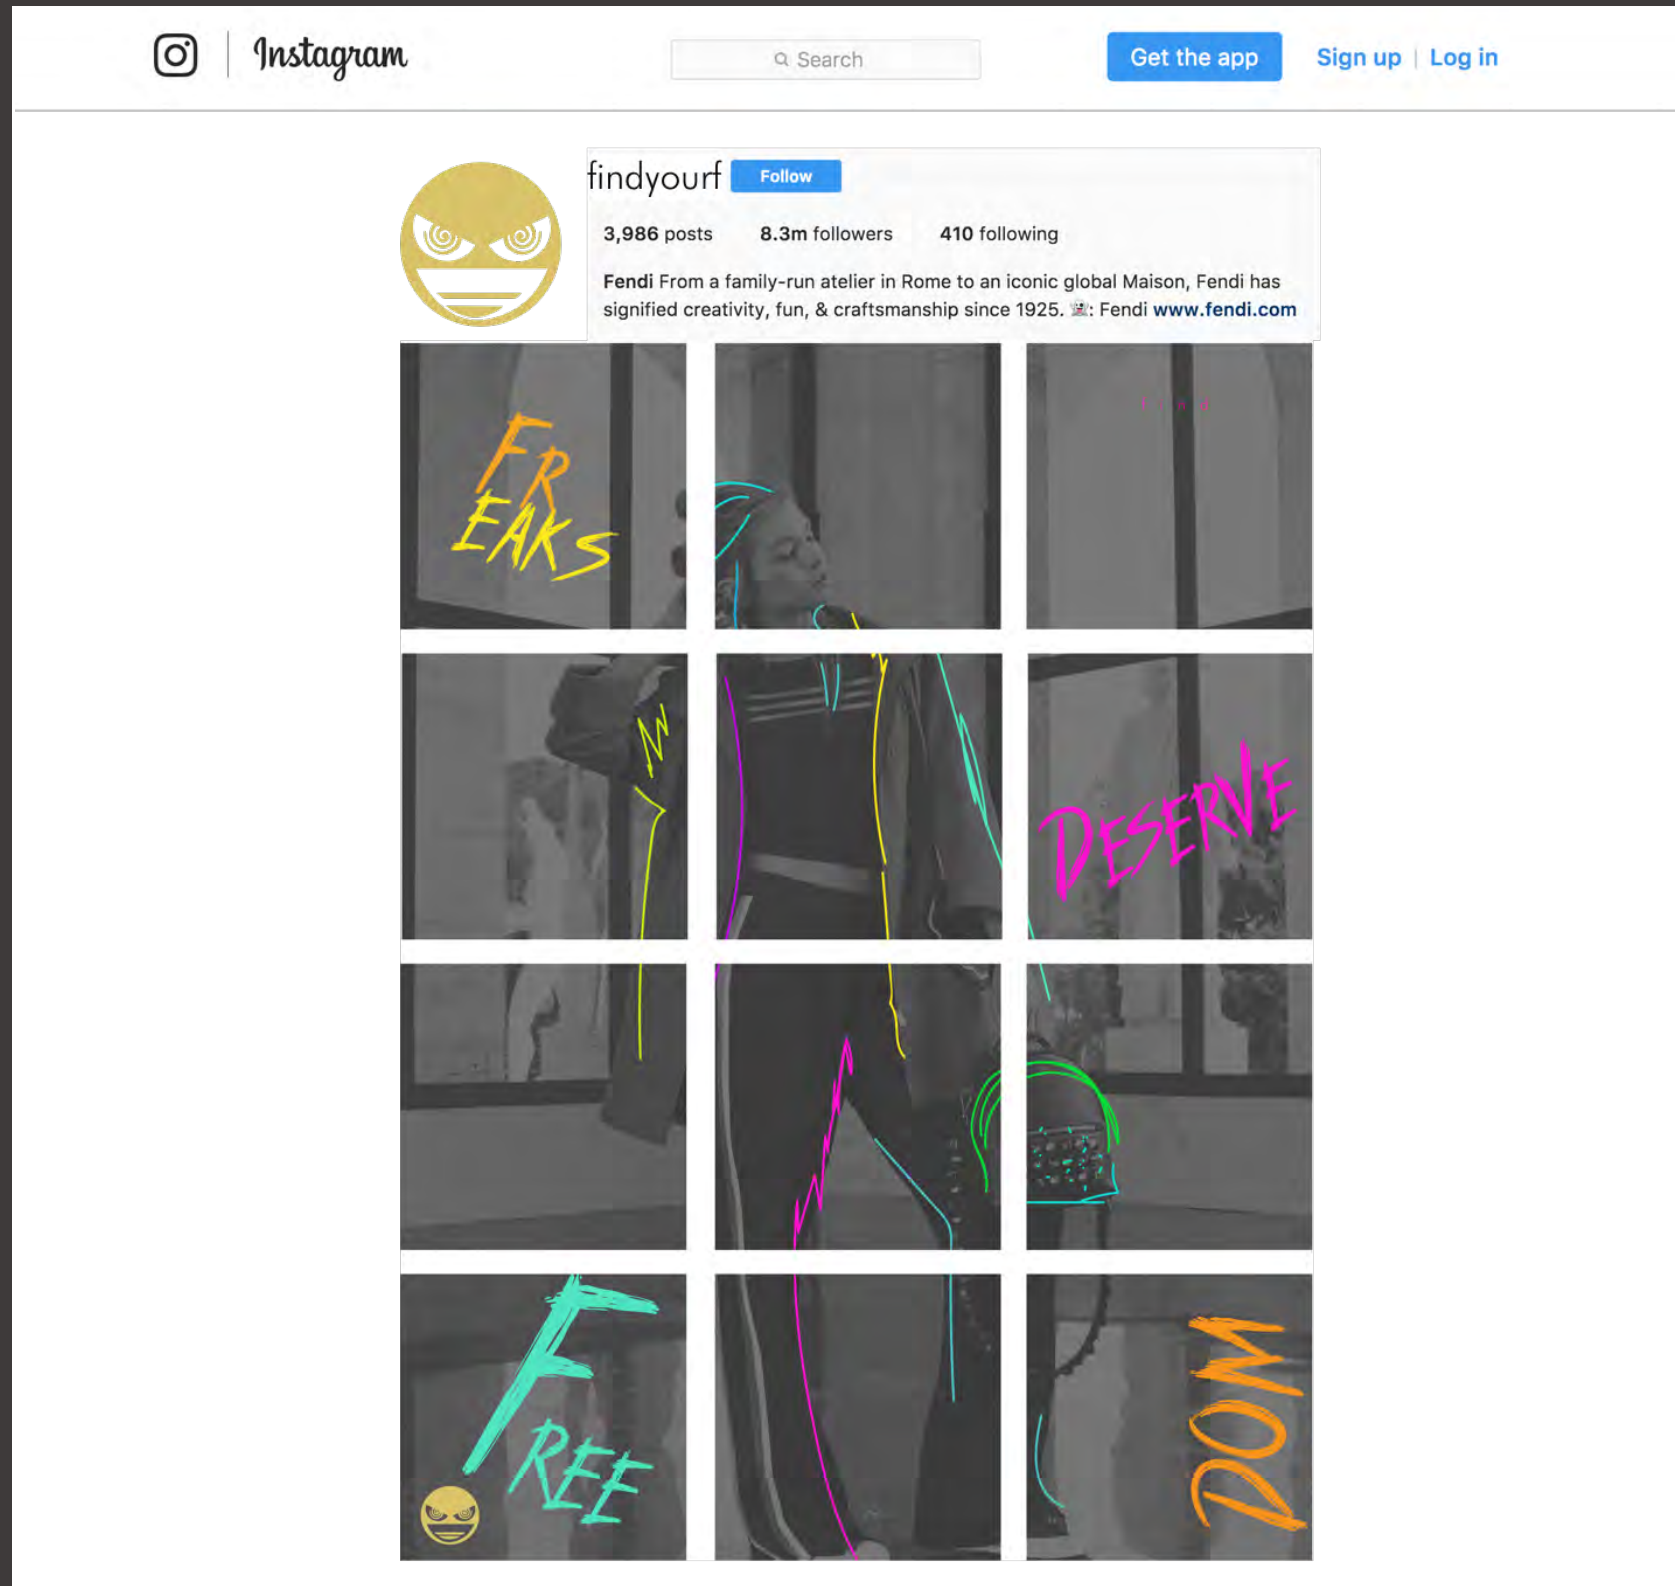 Instagram
Search
Get the app
Sign up | Log in
findyourf Follow
3,986 posts 8.3m followers 410 following
Fendi From a family-run atelier in Rome to an iconic global Maison, Fendi has
signified creativity, fun, & craftsmanship since 1925. 👻: Fendi www.fendi.com
FR
EAKS
DESERVE
FREE
DOM